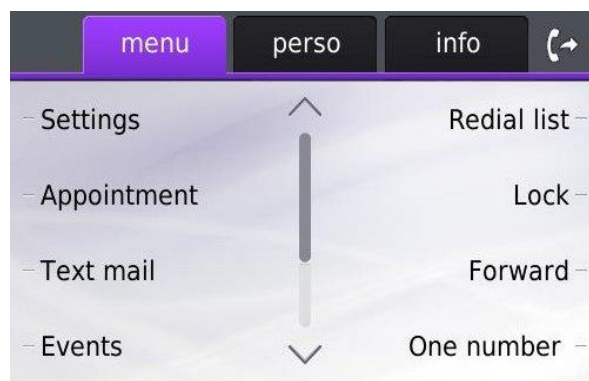 menu perso info
Settings Redial list
Appointment Lock
Text mail Forward
Events One number